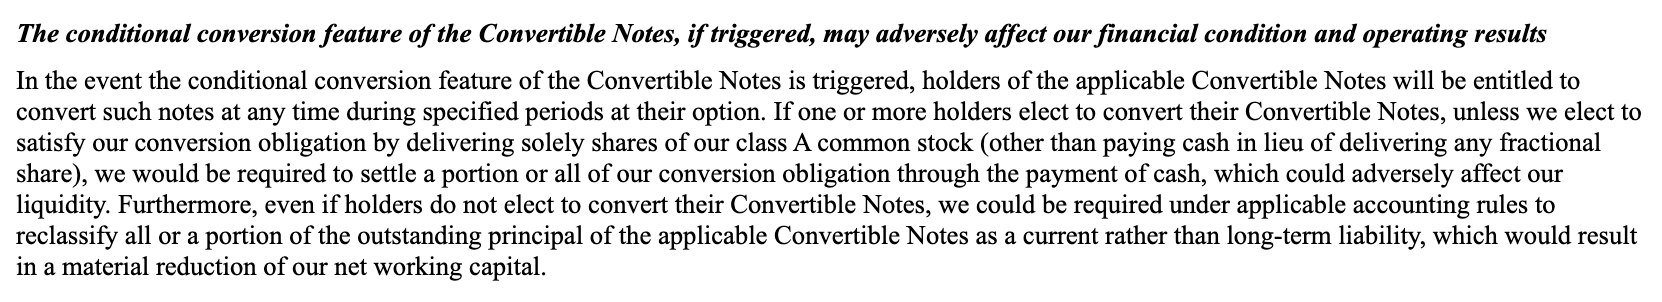 The conditional conversion feature of the Convertible Notes, if triggered, may adversely affect our financial condition and operating results
In the event the conditional conversion feature of the Convertible Notes is triggered, holders of the applicable Convertible Notes will be entitled to
convert such notes at any time during specified periods at their option. If one or more holders elect to convert their Convertible Notes, unless we elect to
satisfy our conversion obligation by delivering solely shares of our class A common stock (other than paying cash in lieu of delivering any fractional
share), we would be required to settle a portion or all of our conversion obligation through the payment of cash, which could adversely affect our
liquidity. Furthermore, even if holders do not elect to convert their Convertible Notes, we could be required under applicable accounting rules to
reclassify all or a portion of the outstanding principal of the applicable Convertible Notes as a current rather than long-term liability, which would result
in a material reduction of our net working capital.